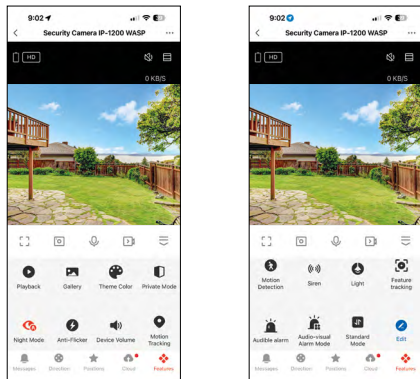 9:02
Security Camera IP-1200 WASP
HD
0 KB/S
Playback
Gallery
Theme Color
Private Mode
Night Mode
Anti-Flicker
Device Volume
Motion
Tracking
Messages
Direction
Positions
Cloud
Features
9:02
Security Camera IP-1200 WASP
HD
0 KB/S
Motion
Detection
Siren
Light
Feature
tracking
Audible alarm
Audio-visual
Alarm Mode
Standard
Mode
Edit
Messages
Direction
Positions
Cloud
Features